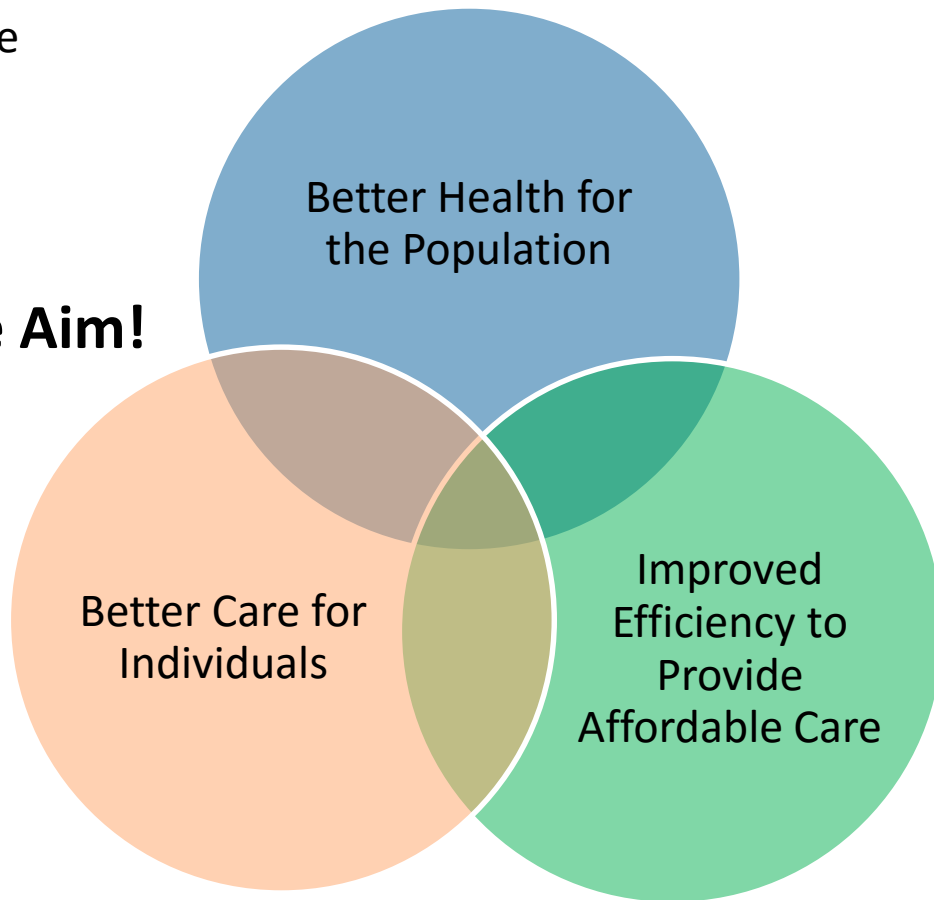 e
Better Health for
the Population
e Aim!
Better Care for
Individuals
Improved
Efficiency to
Provide
Affordable Care